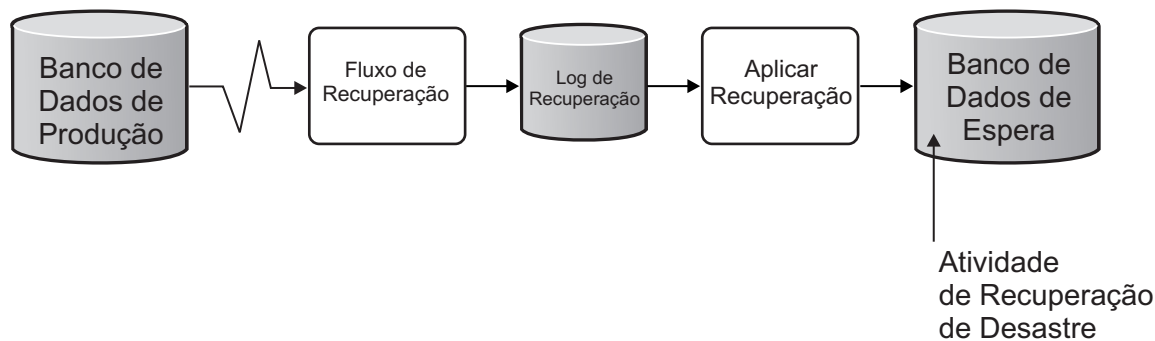 Banco de
Dados de
Produção
Fluxo de
Recuperação
Log de
Recuperação
Aplicar
Recuperação
Banco de
Dados de
Espera
Atividade
de Recuperação
de Desastre